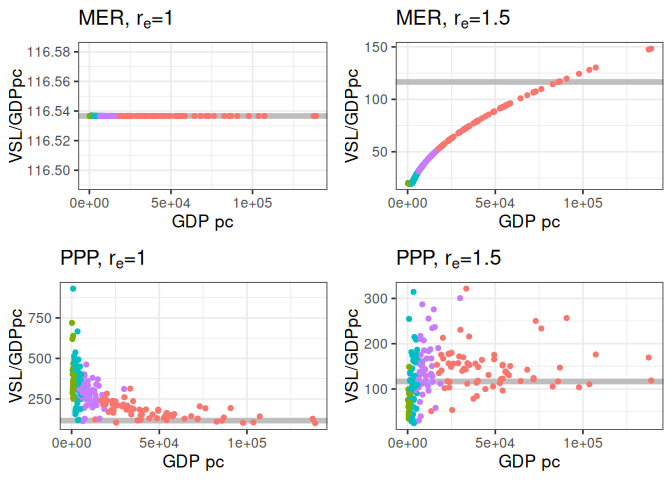 MER, rₑ=1
116.58
116.56
116.54
116.52
116.50
VSL/GDPpc
0e+00 5e+04 1e+05
GDP pc
MER, rₑ=1.5
150
100
50
VSL/GDPpc
0e+00 5e+04 1e+05
GDP pc
PPP, rₑ=1
750
500
250
VSL/GDPpc
0e+00 5e+04 1e+05
GDP pc
PPP, rₑ=1.5
300
200
100
VSL/GDPpc
0e+00 5e+04 1e+05
GDP pc